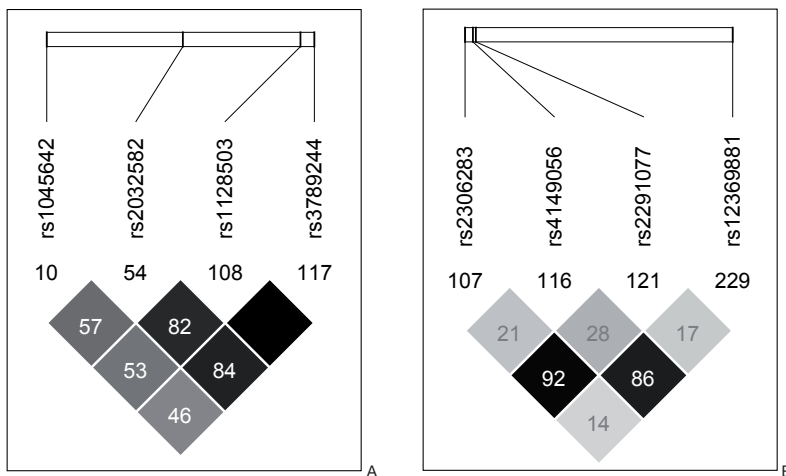 rs1045642
rs2032582
rs1128503
rs3789244
10 54 108 117
57 82
53 84
46
A
rs2306283
rs4149056
rs2291077
rs12369881
107 116 121 229
21 28 17
92 86
14